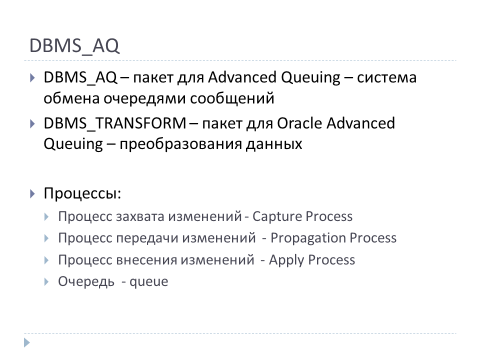 DBMS_AQ
DBMS_AQ – пакет для Advanced Queuing – система
обмена очередями сообщений
DBMS_TRANSFORM – пакет для Oracle Advanced
Queuing – преобразования данных
Процессы:
Процесс захвата изменений - Capture Process
Процесс передачи изменений - Propagation Process
Процесс внесения изменений - Apply Process
Очередь - queue